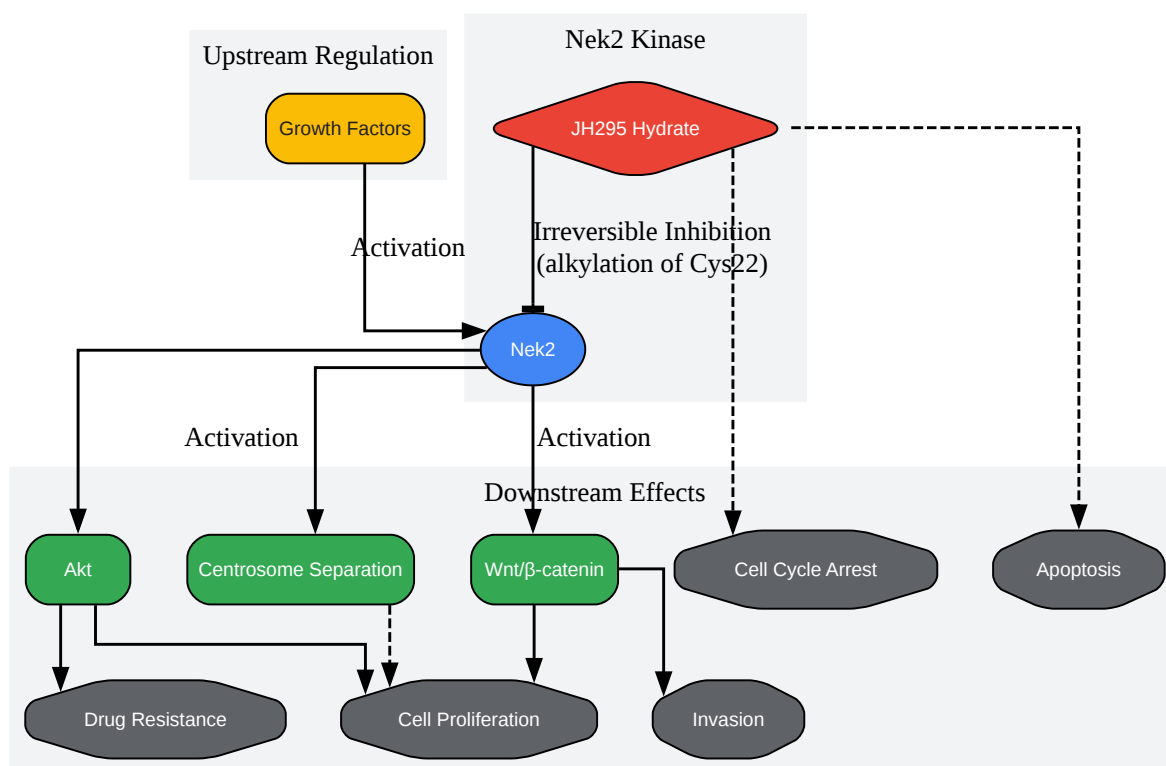 Nek2 Kinase
Upstream Regulation
Growth Factors
JH295 Hydrate
Activation
Irreversible Inhibition
(alkylation of Cys22)
Nek2
Activation
Activation
Downstream Effects
Akt
Centrosome Separation
Wnt/β-catenin
Cell Cycle Arrest
Apoptosis
Drug Resistance
Cell Proliferation
Invasion